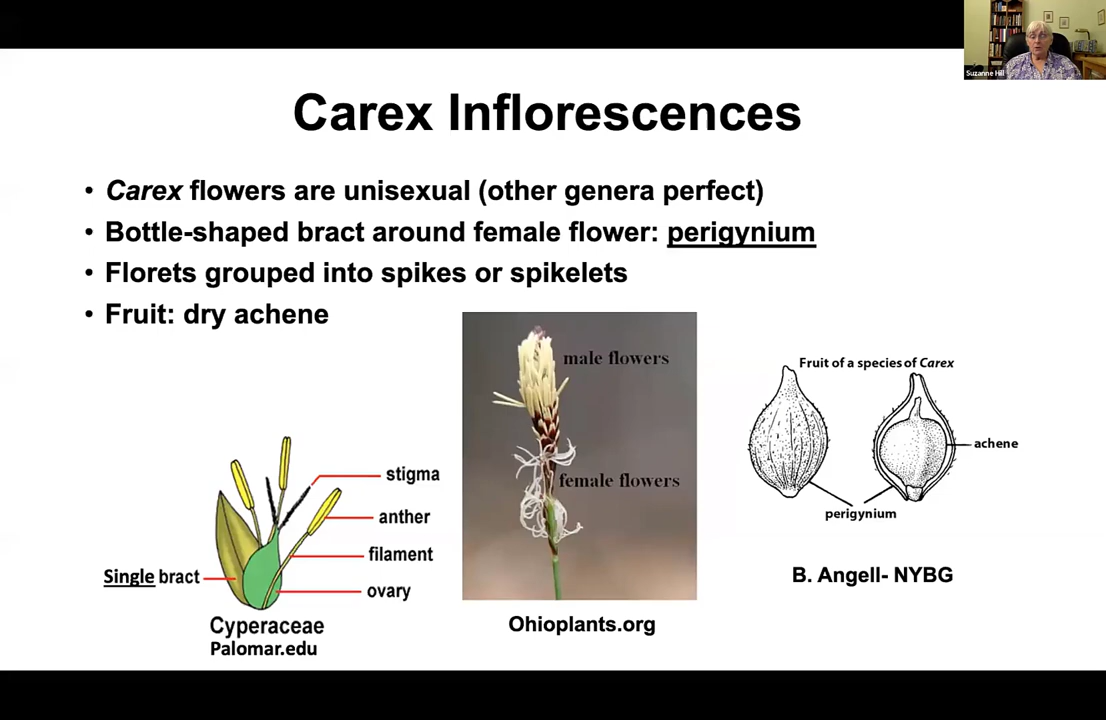 Suzanne Hill
Carex Inflorescences
• Carex flowers are unisexual (other genera perfect)
• Bottle-shaped bract around female flower: perigynium
• Florets grouped into spikes or spikelets
• Fruit: dry achene
stigma
anther
filament
ovary
Single bract
Cyperaceae
Palomar.edu
male flowers
female flowers
Ohioplants.org
Fruit of a species of Carex
achene
perigynium
B. Angell- NYBG